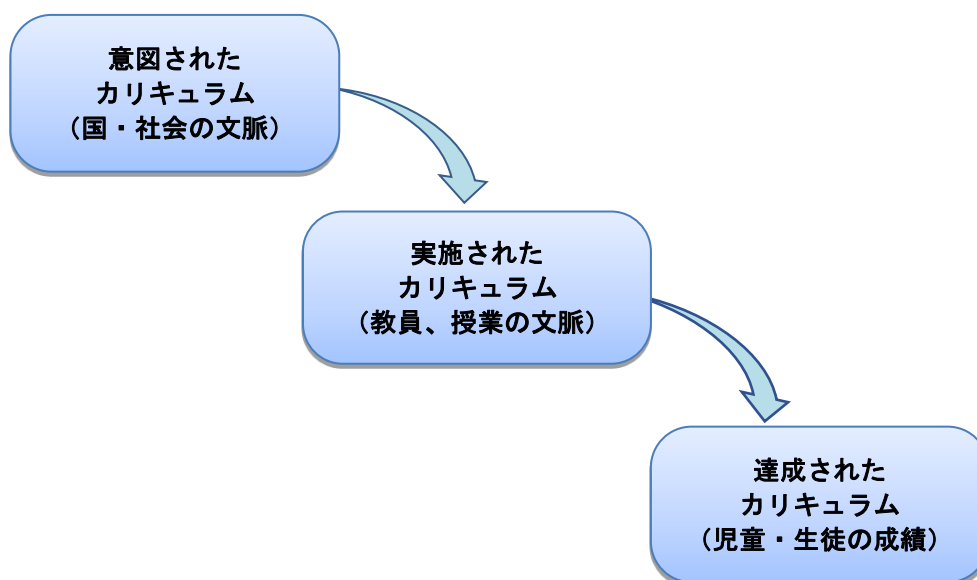 意図された
カリキュラム
（国・社会の文脈）
実施された
カリキュラム
（教員、授業の文脈）
達成された
カリキュラム
（児童・生徒の成績）